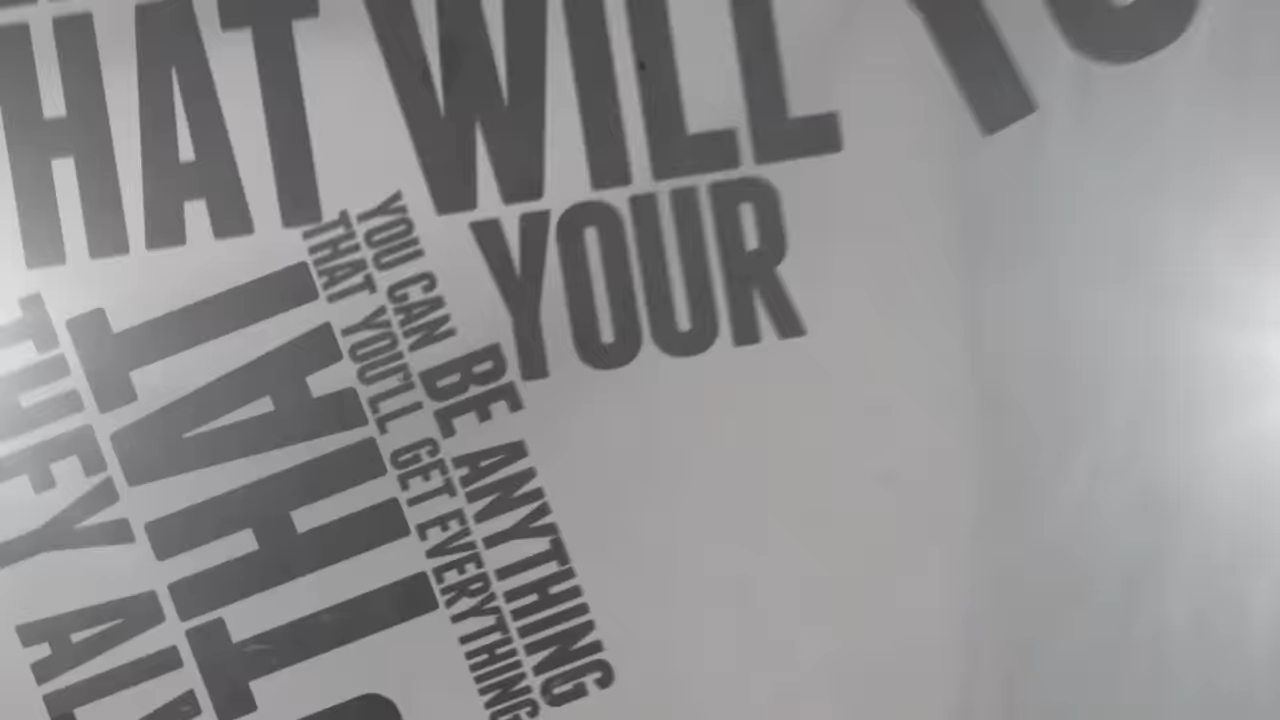 HAT WILL YO
YOUR
YOU CAN BE ANYTHING
THAT YOU'LL GET EVERYTHING
THAT
THEY AL